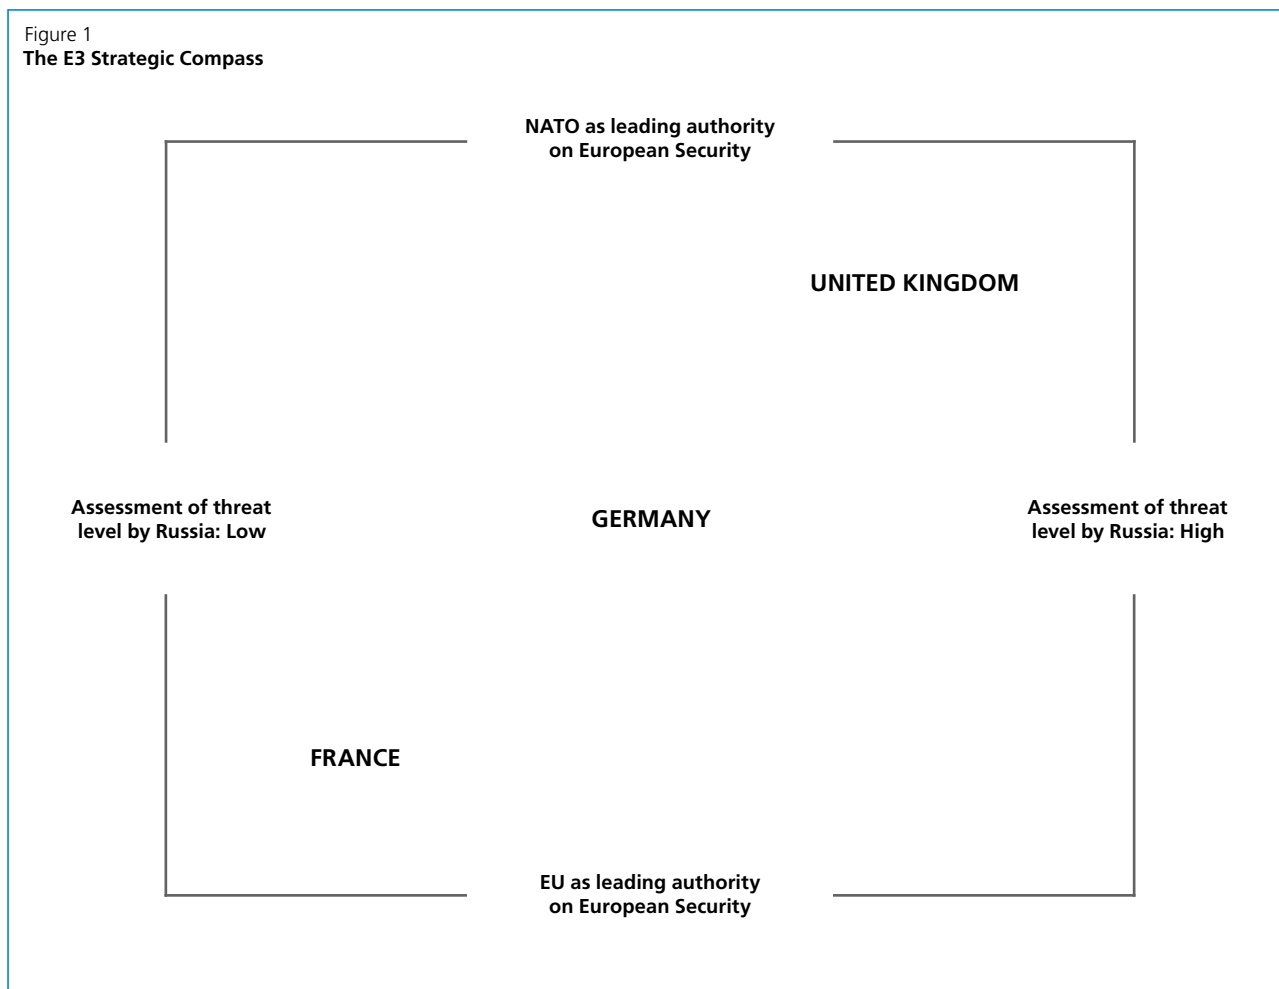 Figure 1
The E3 Strategic Compass
NATO as leading authority
on European Security
UNITED KINGDOM
Assessment of threat
level by Russia: Low
GERMANY
Assessment of threat
level by Russia: High
FRANCE
EU as leading authority
on European Security